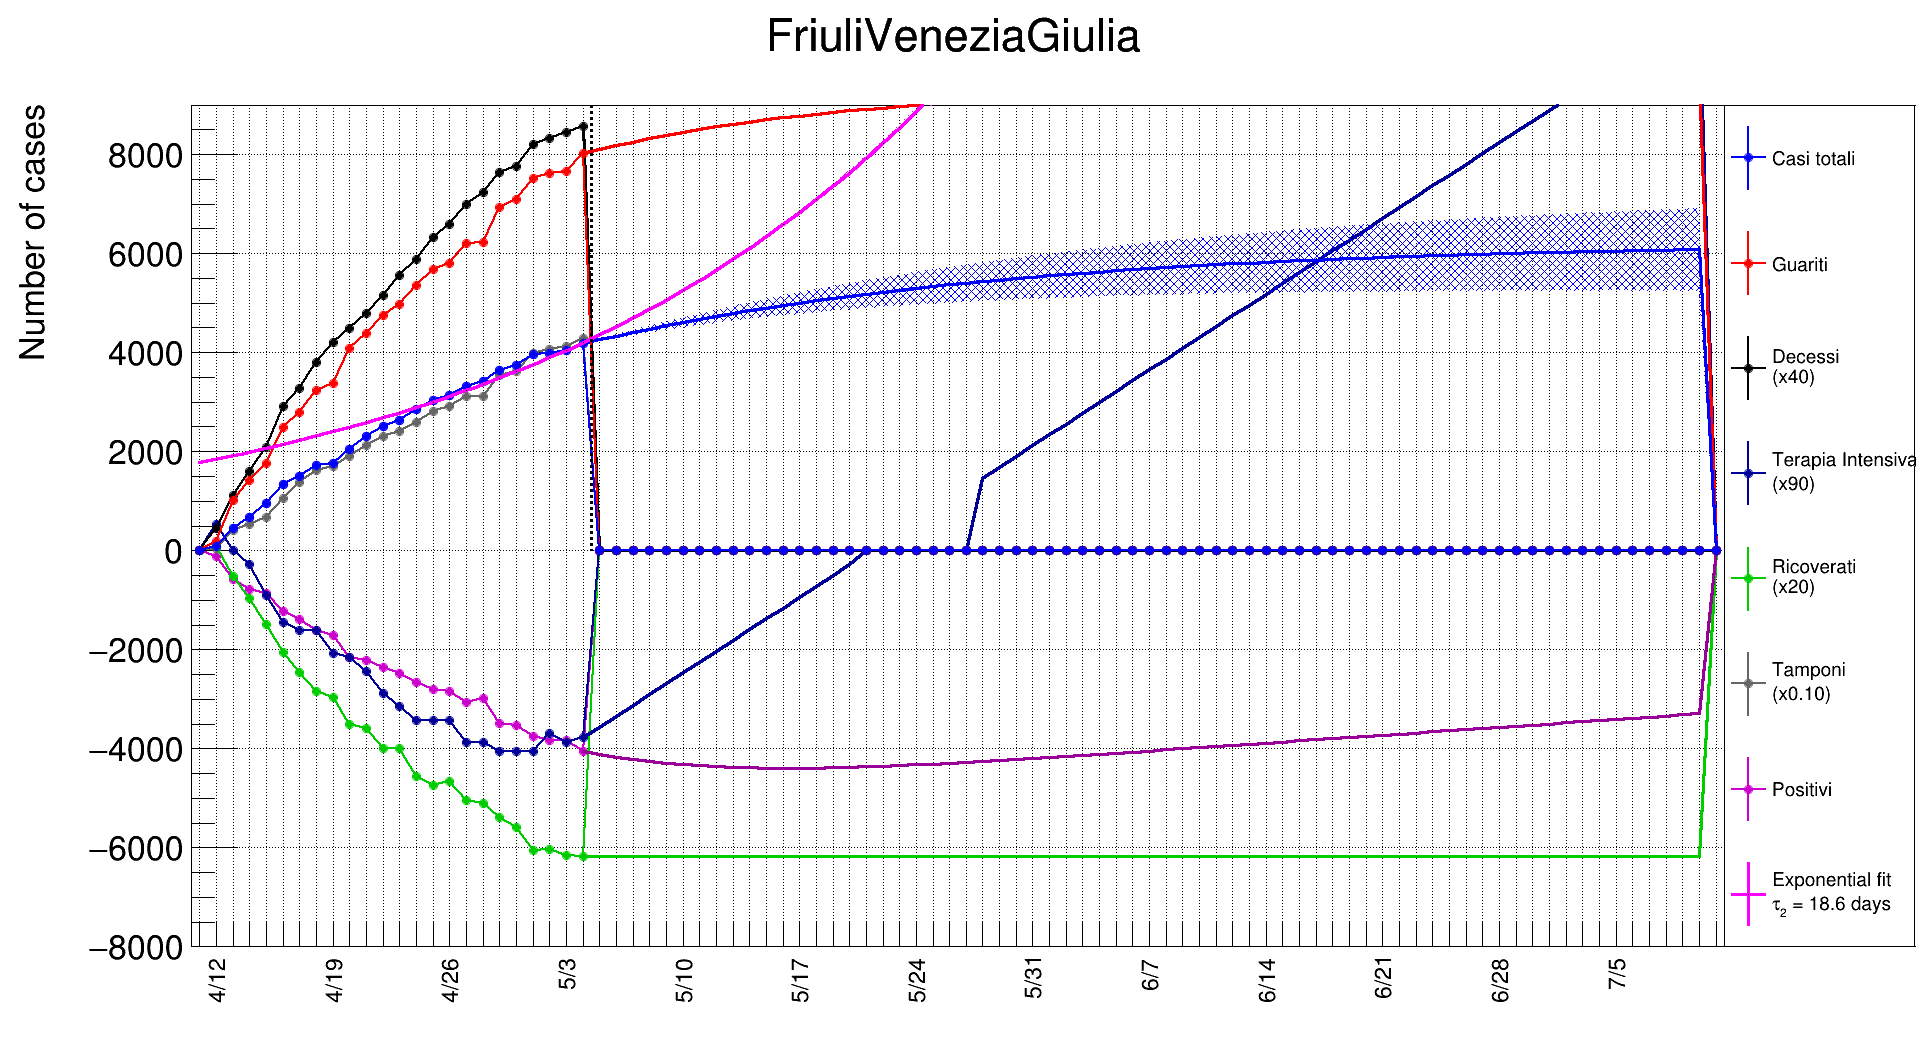 FriuliVeneziaGiulia
Number of cases
8000
6000
4000
2000
0
−2000
−4000
−6000
−8000
4/12
4/19
4/26
5/3
5/10
5/17
5/24
5/31
6/7
6/14
6/21
6/28
7/5
Casi totali
Guariti
Decessi
(x40)
Terapia Intensiva
(x90)
Ricoverati
(x20)
Tamponi
(x0.10)
Positivi
Exponential fit
τ2 = 18.6 days